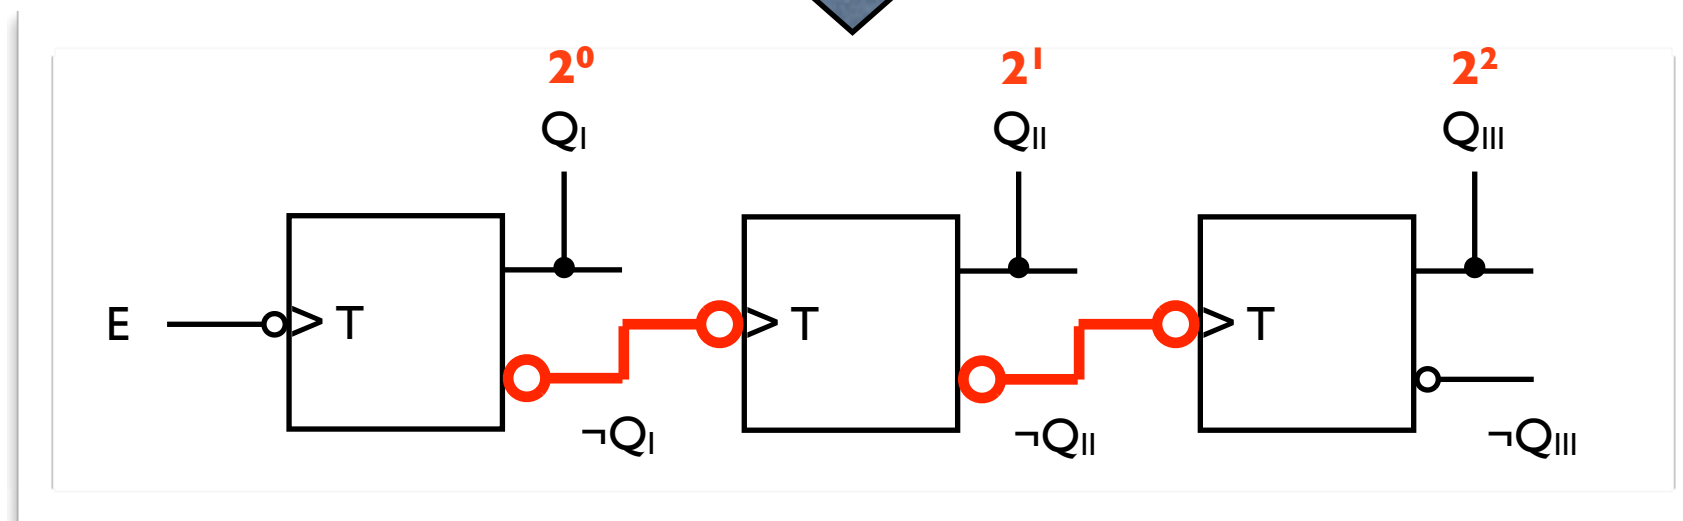 2⁰ 2¹ 2²
Q_I Q_II Q_III
E > T > T > T
¬Q_I ¬Q_II ¬Q_III